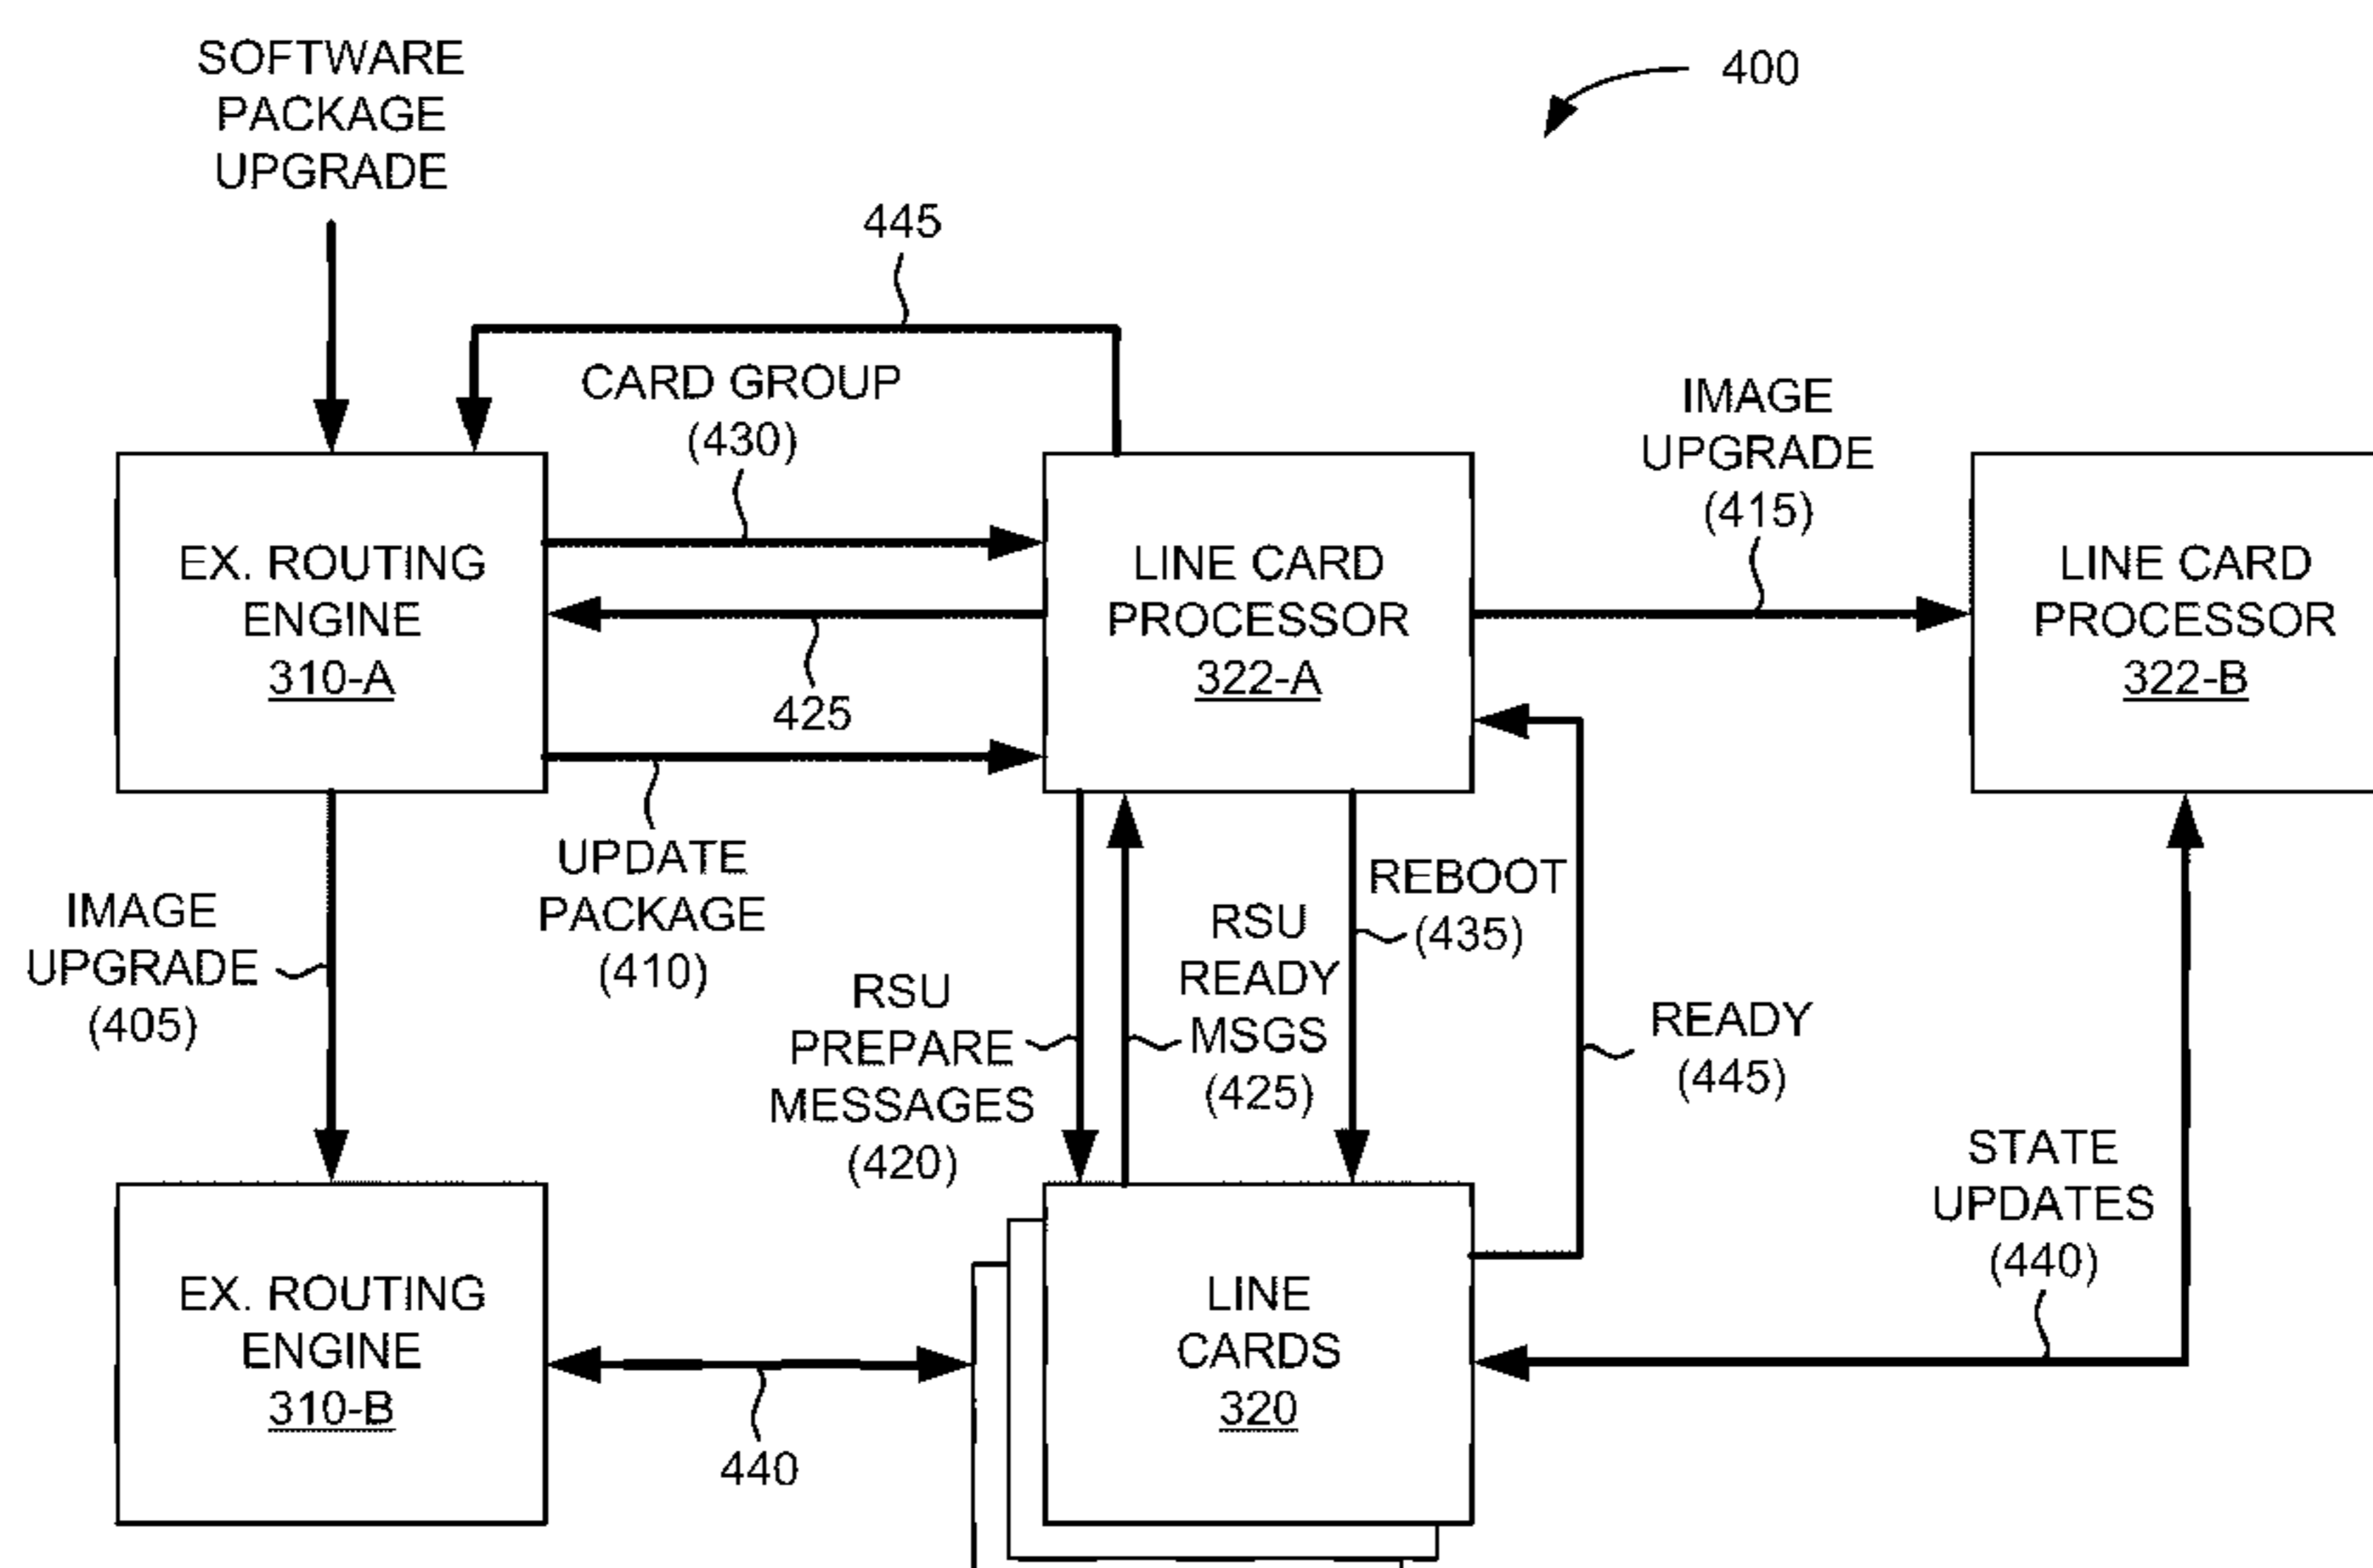 SOFTWARE
PACKAGE
UPGRADE
400
445
CARD GROUP
(430)
IMAGE
UPGRADE
(415)
EX. ROUTING
ENGINE
310-A
LINE CARD
PROCESSOR
322-A
LINE CARD
PROCESSOR
322-B
425
UPDATE
PACKAGE
(410)
IMAGE
UPGRADE
(405)
RSU
PREPARE
MESSAGES
(420)
RSU
READY
MSGS
(425)
REBOOT
(435)
READY
(445)
STATE
UPDATES
(440)
EX. ROUTING
ENGINE
310-B
440
LINE
CARDS
320